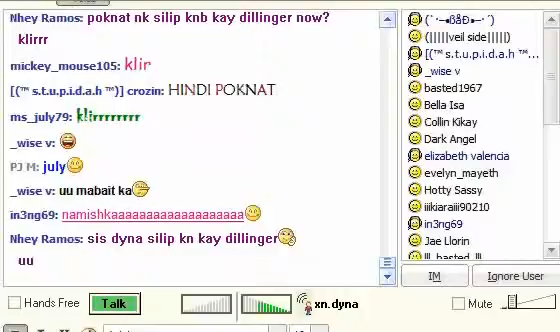 Nhey Ramos: poknat nk silip knb kay dillinger now?
klirrr
mickey_mouse105: klir
[(™ s.t.u.p.i.d.a.h ™)] crozin: HINDI POKNAT
ms_july79: klirrrrrrrr
_wise v:
PJ M: july
_wise v: uu mabait ka
in3ng69: namishkaaaaaaaaaaaaaaaaaaa
Nhey Ramos: sis dyna silip kn kay dillinger
uu
(|||||veil side|||||)
[(™ s.t.u.p.i.d.a.h ™...
_wise v
basted1967
Bella Isa
Collin Kikay
Dark Angel
elizabeth valencia
evelyn_mayeth
Hotty Sassy
iiikiaraiii90210
in3ng69
Jae Llorin
IM
Ignore User
Hands Free
Talk
xn.dyna
Mute